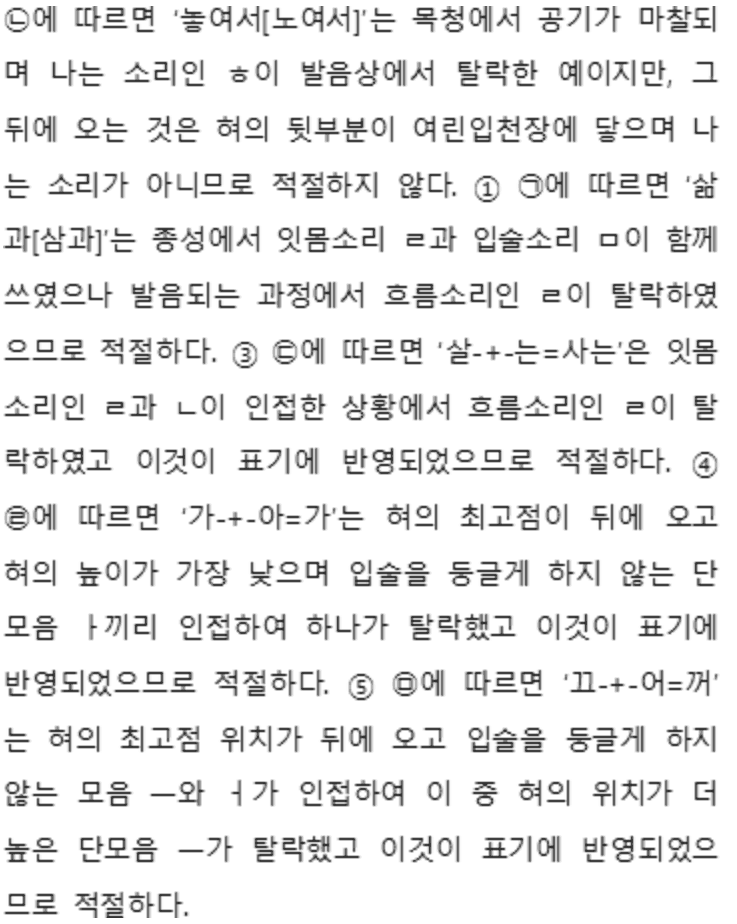 ㉡에 따르면 ‘놓여서[노여서]’는 목청에서 공기가 마찰되
며 나는 소리인 ㅎ이 발음상에서 탈락한 예이지만, 그
뒤에 오는 것은 혀의 뒷부분이 여린입천장에 닿으며 나
는 소리가 아니므로 적절하지 않다. ① ㉠에 따르면 ‘삶
과[삼과]’는 종성에서 잇몸소리 ㄹ과 입술소리 ㅁ이 함께
쓰였으나 발음되는 과정에서 흐름소리인 ㄹ이 탈락하였
으므로 적절하다. ③ ㉢에 따르면 ‘살-+-는=사는’은 잇몸
소리인 ㄹ과 ㄴ이 인접한 상황에서 흐름소리인 ㄹ이 탈
락하였고 이것이 표기에 반영되었으므로 적절하다. ④
㉣에 따르면 ‘가-+-아=가’는 혀의 최고점이 뒤에 오고
혀의 높이가 가장 낮으며 입술을 둥글게 하지 않는 단
모음 ㅏ끼리 인접하여 하나가 탈락했고 이것이 표기에
반영되었으므로 적절하다. ⑤ ㉤에 따르면 ‘끄-+-어=꺼’
는 혀의 최고점 위치가 뒤에 오고 입술을 둥글게 하지
않는 모음 ㅡ와 ㅓ가 인접하여 이 중 혀의 위치가 더
높은 단모음 ㅡ가 탈락했고 이것이 표기에 반영되었으
므로 적절하다.